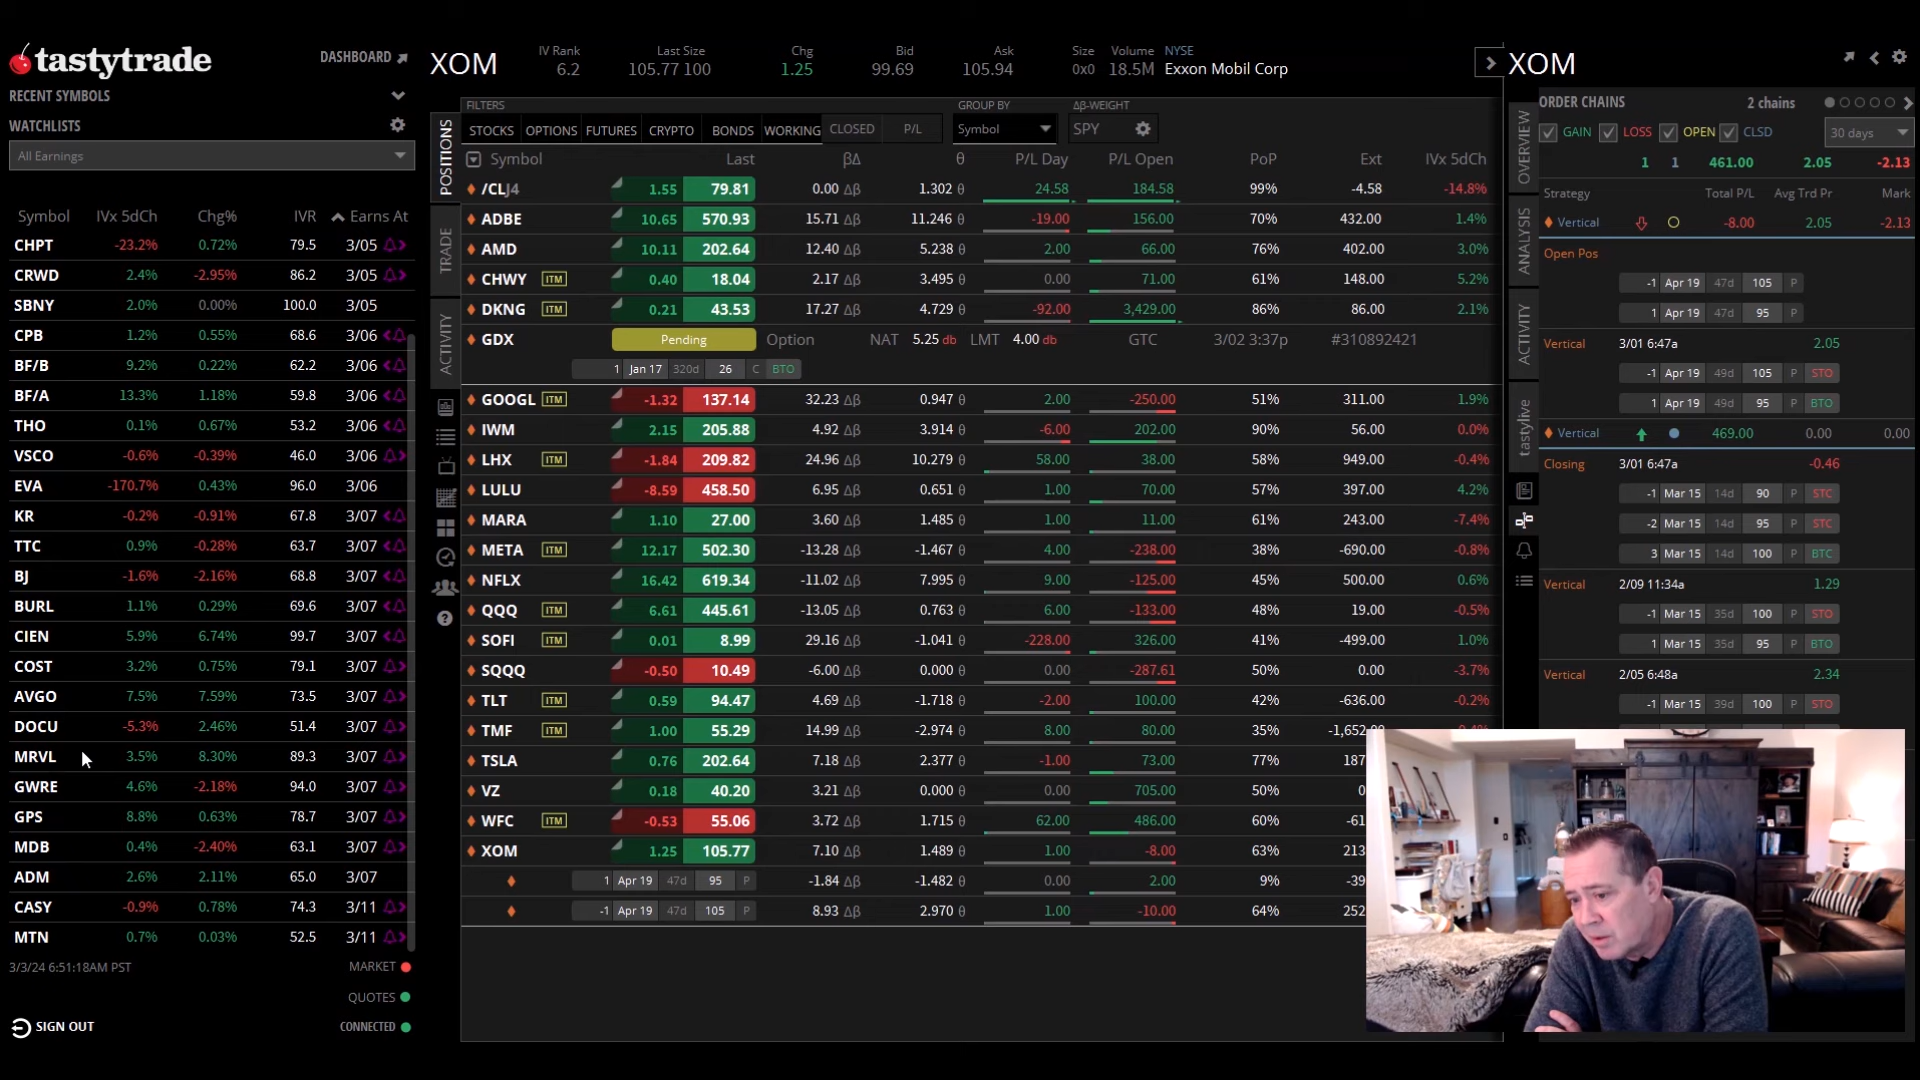 tastytrade
DASHBOARD
RECENT SYMBOLS
WATCHLISTS
All Earnings
Symbol IVx 5dCh Chg% IVR Earns At
CHPT -23.2% 0.72% 79.5 3/05
CRWD 2.4% -2.95% 86.2 3/05
SBNY 2.0% 0.00% 100.0 3/05
CPB 1.2% 0.55% 68.6 3/06
BF/B 9.2% 0.22% 62.2 3/06
BF/A 13.3% 1.18% 59.8 3/06
THO 0.1% 0.67% 53.2 3/06
VSCO -0.6% -0.39% 46.0 3/06
EVA -170.7% 0.43% 96.0 3/06
KR -0.2% -0.91% 67.8 3/07
TTC 0.9% -0.28% 63.7 3/07
BJ -1.6% -2.16% 68.8 3/07
BURL 1.1% 0.29% 69.6 3/07
CIEN 5.9% 6.74% 99.7 3/07
COST 3.2% 0.75% 79.1 3/07
AVGO 7.5% 7.59% 73.5 3/07
DOCU -5.3% 2.46% 51.4 3/07
MRVL 3.5% 8.30% 89.3 3/07
GWRE 4.6% -2.18% 94.0 3/07
GPS 8.8% 0.63% 78.7 3/07
MDB 0.4% -2.40% 63.1 3/07
ADM 2.6% 2.11% 65.0 3/07
CASY -0.9% 0.78% 74.3 3/11
MTN 0.7% 0.03% 52.5 3/11
3/3/24 6:51:18AM PST MARKET
QUOTES
SIGN OUT CONNECTED
XOM
IV Rank Last Size Chg Bid Ask Size Volume NYSE
6.2 105.77 100 1.25 99.69 105.94 0x0 18.5M Exxon Mobil Corp
POSITIONS
TRADE
ACTIVITY
FILTERS GROUP BY Δβ-WEIGHT
STOCKS OPTIONS FUTURES CRYPTO BONDS WORKING CLOSED P/L Symbol SPY
Symbol Last βΔ θ P/L Day P/L Open PoP Ext IVx 5dCh
/CLJ4 1.55 79.81 0.00 Δβ 1.302 θ 24.58 184.58 99% -4.58 -14.8%
ADBE 10.65 570.93 15.71 Δβ 11.246 θ -19.00 156.00 70% 432.00 1.4%
AMD 10.11 202.64 12.40 Δβ 5.238 θ 2.00 66.00 76% 402.00 3.0%
CHWY ITM 0.40 18.04 2.17 Δβ 3.495 θ 0.00 71.00 61% 148.00 5.2%
DKNG ITM 0.21 43.53 17.27 Δβ 4.729 θ -92.00 3,429.00 86% 86.00 2.1%
GDX Pending Option NAT 5.25 db LMT 4.00 db GTC 3/02 3:37p #310892421
1 Jan 17 320d 26 C BTO
GOOGL ITM -1.32 137.14 32.23 Δβ 0.947 θ 2.00 -250.00 51% 311.00 1.9%
IWM 2.15 205.88 4.92 Δβ 3.914 θ -6.00 202.00 90% 56.00 0.0%
LHX ITM -1.84 209.82 24.96 Δβ 10.279 θ 58.00 38.00 58% 949.00 -0.4%
LULU -8.59 458.50 6.95 Δβ 0.651 θ 1.00 70.00 57% 397.00 4.2%
MARA 1.10 27.00 3.60 Δβ 1.485 θ 1.00 11.00 61% 243.00 -7.4%
META ITM 12.17 502.30 -13.28 Δβ -1.467 θ 4.00 -238.00 38% -690.00 -0.8%
NFLX 16.42 619.34 -11.02 Δβ 7.995 θ 9.00 -125.00 45% 500.00 0.6%
QQQ ITM 6.61 445.61 -13.05 Δβ 0.763 θ 6.00 -133.00 48% 19.00 -0.5%
SOFI ITM 0.01 8.99 29.16 Δβ -1.041 θ -228.00 326.00 41% -499.00 1.0%
SQQQ -0.50 10.49 -6.00 Δβ 0.000 θ 0.00 -287.61 50% 0.00 -3.7%
TLT ITM 0.59 94.47 4.69 Δβ -1.718 θ -2.00 100.00 42% -636.00 -0.2%
TMF ITM 1.00 55.29 14.99 Δβ -2.974 θ 8.00 80.00 35% -1,652
TSLA 0.76 202.64 7.18 Δβ 2.377 θ -1.00 73.00 77% 187
VZ 0.18 40.20 3.21 Δβ 0.000 θ 0.00 705.00 50% 0
WFC ITM -0.53 55.06 3.72 Δβ 1.715 θ 62.00 486.00 60% -61
XOM 1.25 105.77 7.10 Δβ 1.489 θ 1.00 -8.00 63% 213
1 Apr 19 47d 95 P -1.84 Δβ -1.482 θ 0.00 2.00 9% -39
-1 Apr 19 47d 105 P 8.93 Δβ 2.970 θ 1.00 -10.00 64% 252
XOM
OVERVIEW
ANALYSIS
ACTIVITY
tastylive
ORDER CHAINS 2 chains
GAIN LOSS OPEN CLSD 30 days
1 1 461.00 2.05 -2.13
Strategy Total P/L Avg Trd Pr Mark
Vertical -8.00 2.05 -2.13
Open Pos
-1 Apr 19 47d 105 P
1 Apr 19 47d 95 P
Vertical 3/01 6:47a 2.05
-1 Apr 19 49d 105 P STO
1 Apr 19 49d 95 P BTO
Vertical 469.00 0.00 0.00
Closing 3/01 6:47a -0.46
-1 Mar 15 14d 90 P STC
-2 Mar 15 14d 95 P STC
3 Mar 15 14d 100 P BTC
Vertical 2/09 11:34a 1.29
-1 Mar 15 35d 100 P STO
1 Mar 15 35d 95 P BTO
Vertical 2/05 6:48a 2.34
-1 Mar 15 39d 100 P STO